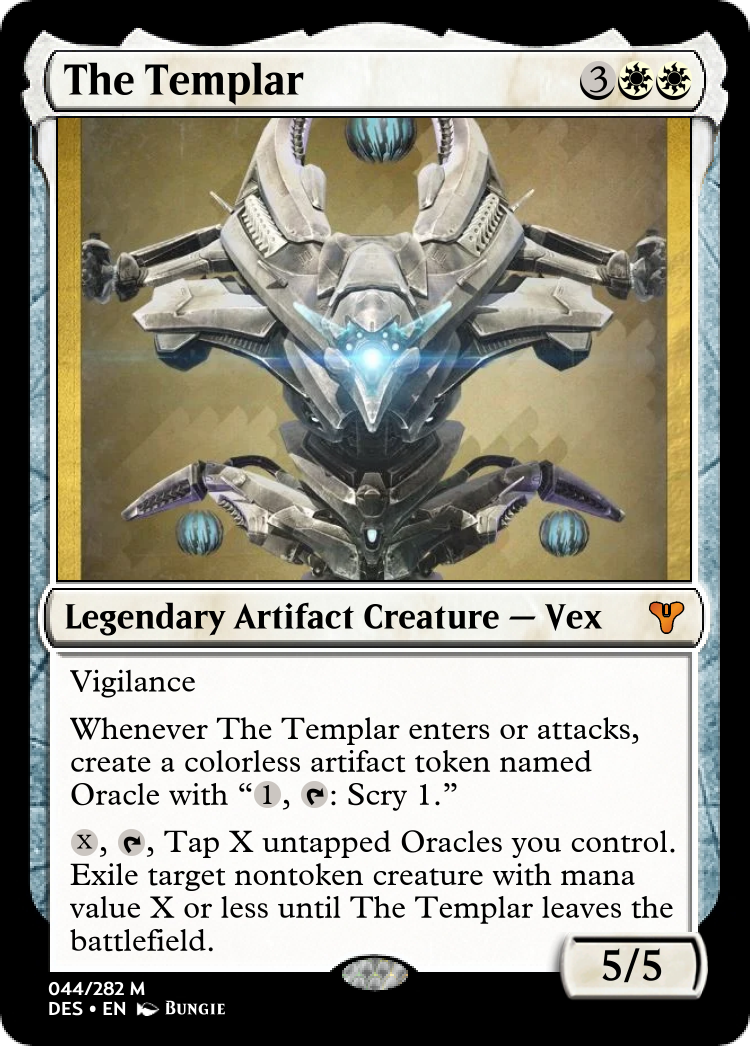 The Templar 3
Legendary Artifact Creature — Vex
Vigilance
Whenever The Templar enters or attacks,
create a colorless artifact token named
Oracle with “1, : Scry 1.”
X, , Tap X untapped Oracles you control.
Exile target nontoken creature with mana
value X or less until The Templar leaves the
battlefield.
5/5
044/282 M
DES • EN BUNGIE